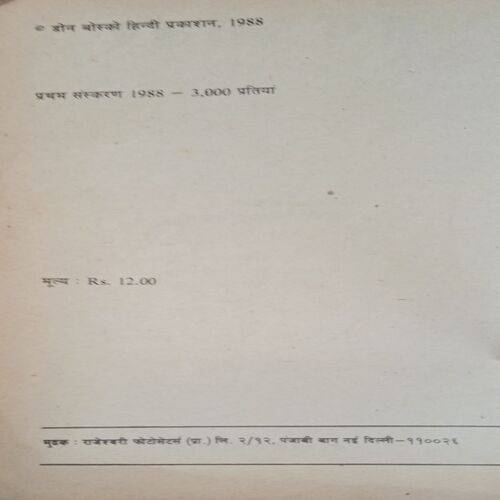 © डोन बोस्को हिन्दी प्रकाशन, 1988
प्रथम संस्करण 1988 — 3,000 प्रतियां
मूल्य : Rs. 12.00
मुद्रक : राजेश्वरी फोटोसेटर्स (प्रा.) लि. २/१२, पंजाबी बाग नई दिल्ली—११००२६